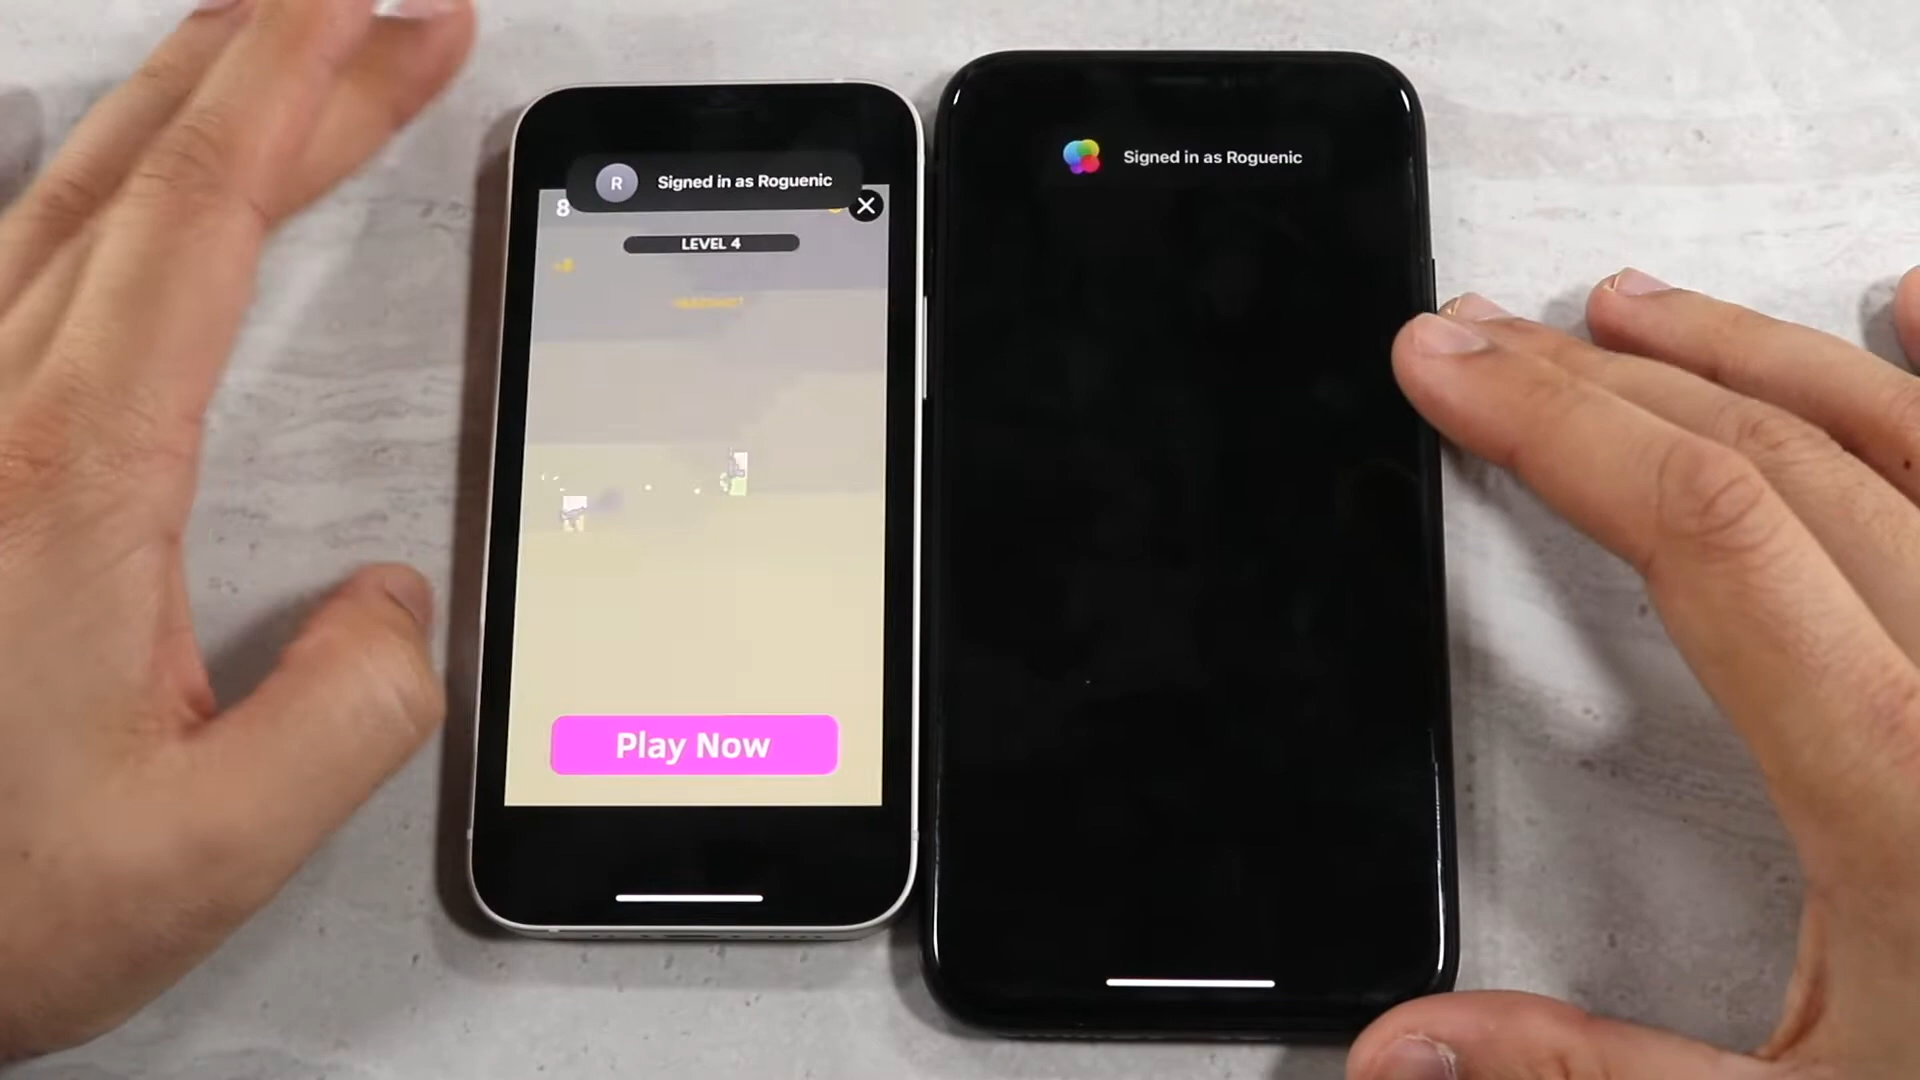 R
Signed in as Roguenic
8
LEVEL 4
Play Now
Signed in as Roguenic